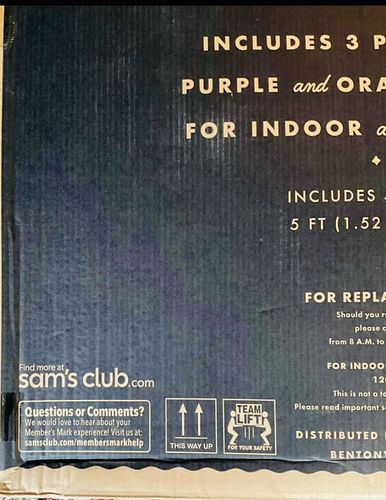 INCLUDES 3 P
PURPLE and ORA
FOR INDOOR a
INCLUDES
5 FT (1.52
FOR REPLA
Should you r
please
from 8 A.M. to
FOR INDOO
12
This is not a to
Please read important s
DISTRIBUTED
BENTON
Find more at
sam's club.com
Questions or Comments?
We would love to hear about your
Member's Mark experience! Visit us at:
samsclub.com/membersmarkhelp
THIS WAY UP
TEAM
LIFT!
FOR YOUR SAFETY